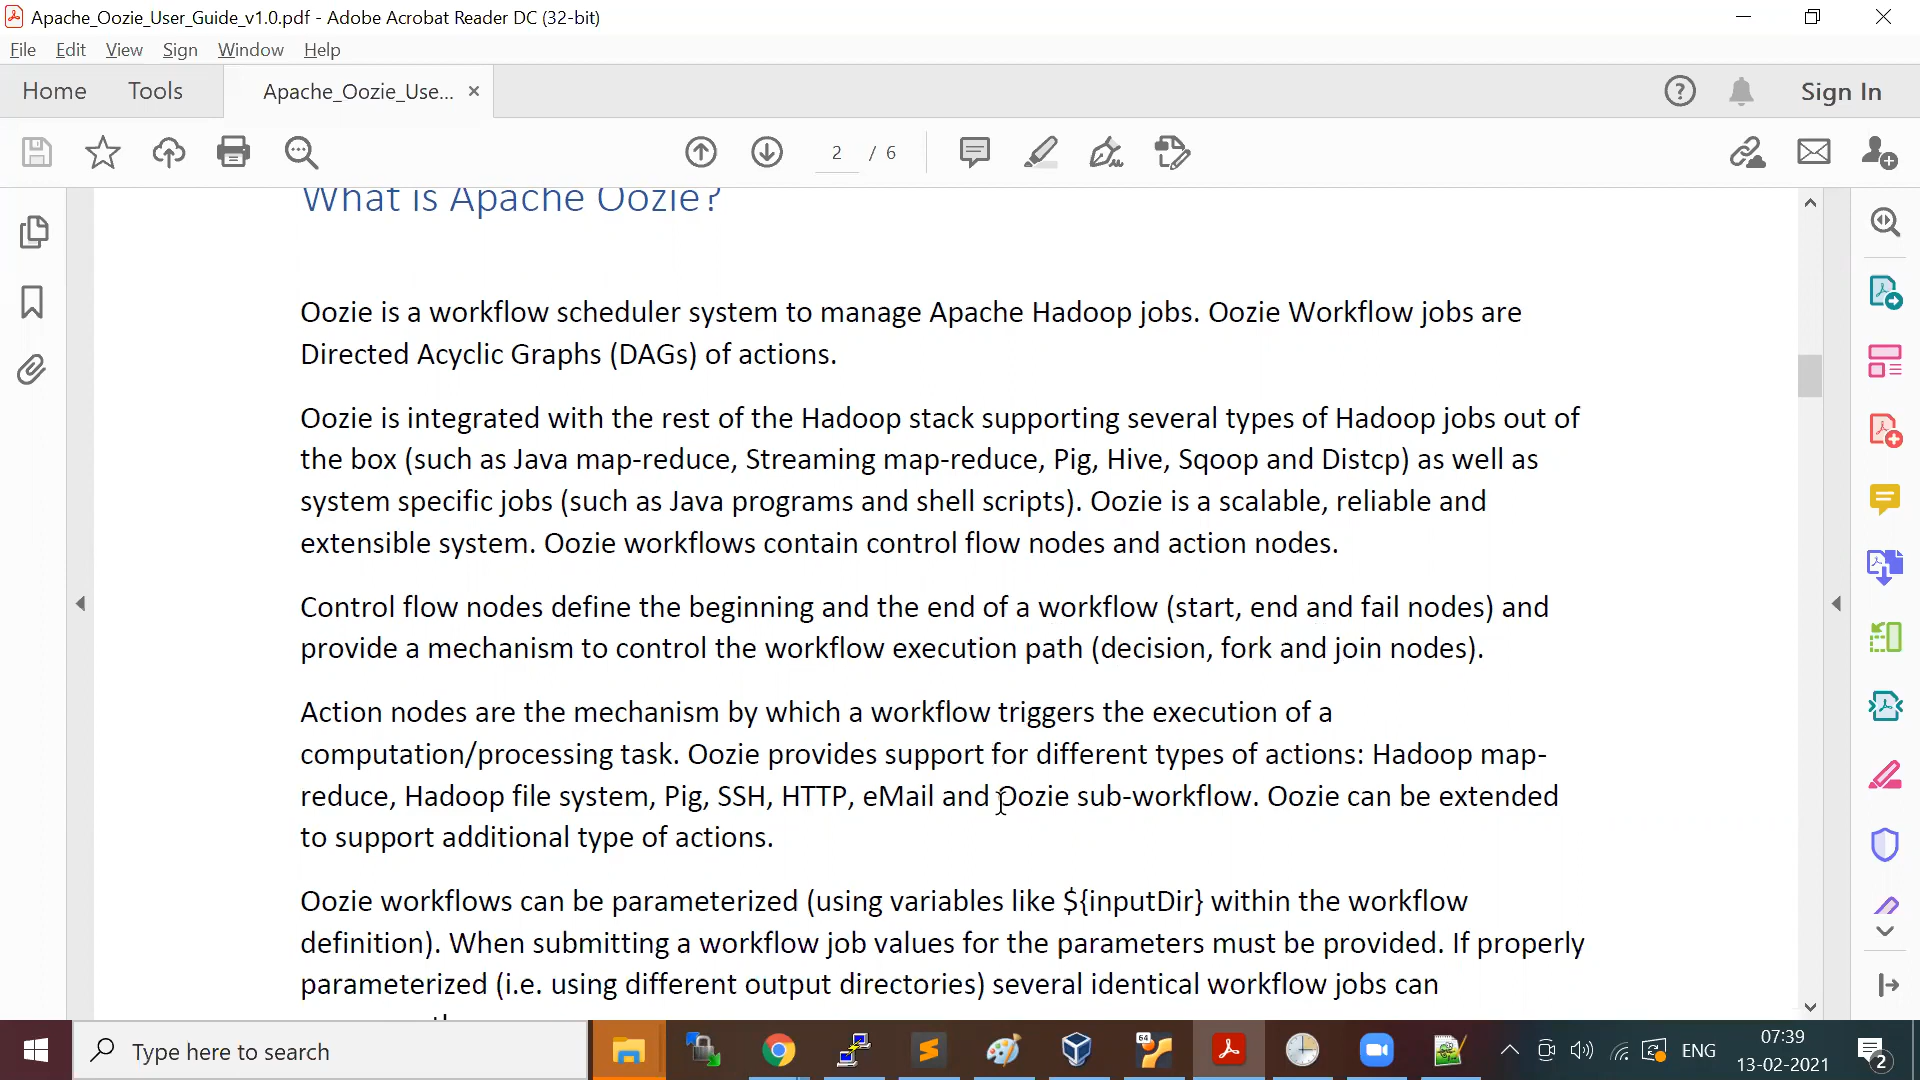 Apache_Oozie_User_Guide_v1.0.pdf - Adobe Acrobat Reader DC (32-bit)
File Edit View Sign Window Help
Home Tools Apache_Oozie_Use... × Sign In
2 / 6
What is Apache Oozie?
Oozie is a workflow scheduler system to manage Apache Hadoop jobs. Oozie Workflow jobs are
Directed Acyclic Graphs (DAGs) of actions.
Oozie is integrated with the rest of the Hadoop stack supporting several types of Hadoop jobs out of
the box (such as Java map-reduce, Streaming map-reduce, Pig, Hive, Sqoop and Distcp) as well as
system specific jobs (such as Java programs and shell scripts). Oozie is a scalable, reliable and
extensible system. Oozie workflows contain control flow nodes and action nodes.
Control flow nodes define the beginning and the end of a workflow (start, end and fail nodes) and
provide a mechanism to control the workflow execution path (decision, fork and join nodes).
Action nodes are the mechanism by which a workflow triggers the execution of a
computation/processing task. Oozie provides support for different types of actions: Hadoop map-
reduce, Hadoop file system, Pig, SSH, HTTP, eMail and Oozie sub-workflow. Oozie can be extended
to support additional type of actions.
Oozie workflows can be parameterized (using variables like ${inputDir} within the workflow
definition). When submitting a workflow job values for the parameters must be provided. If properly
parameterized (i.e. using different output directories) several identical workflow jobs can
Type here to search
64
ENG
07:39
13-02-2021
2